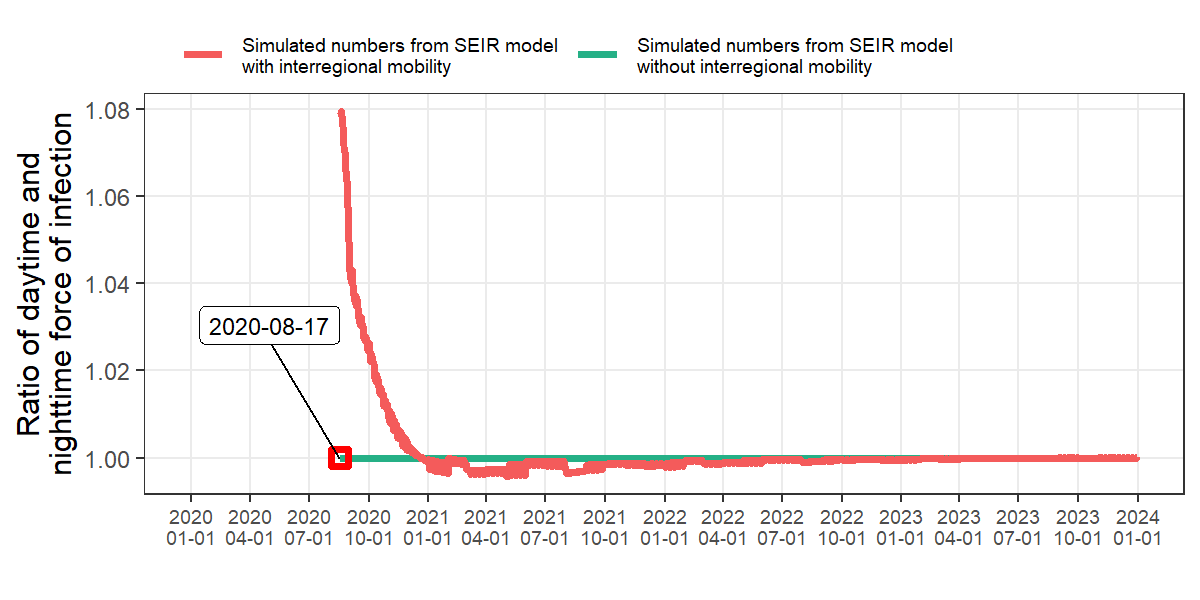 Simulated numbers from SEIR model
with interregional mobility
Simulated numbers from SEIR model
without interregional mobility
Ratio of daytime and
nighttime force of infection
1.08
1.06
1.04
1.02
1.00
2020-08-17
2020 2020 2020 2020 2021 2021 2021 2021 2022 2022 2022 2022 2023 2023 2023 2023 2024
01-01 04-01 07-01 10-01 01-01 04-01 07-01 10-01 01-01 04-01 07-01 10-01 01-01 04-01 07-01 10-01 01-01